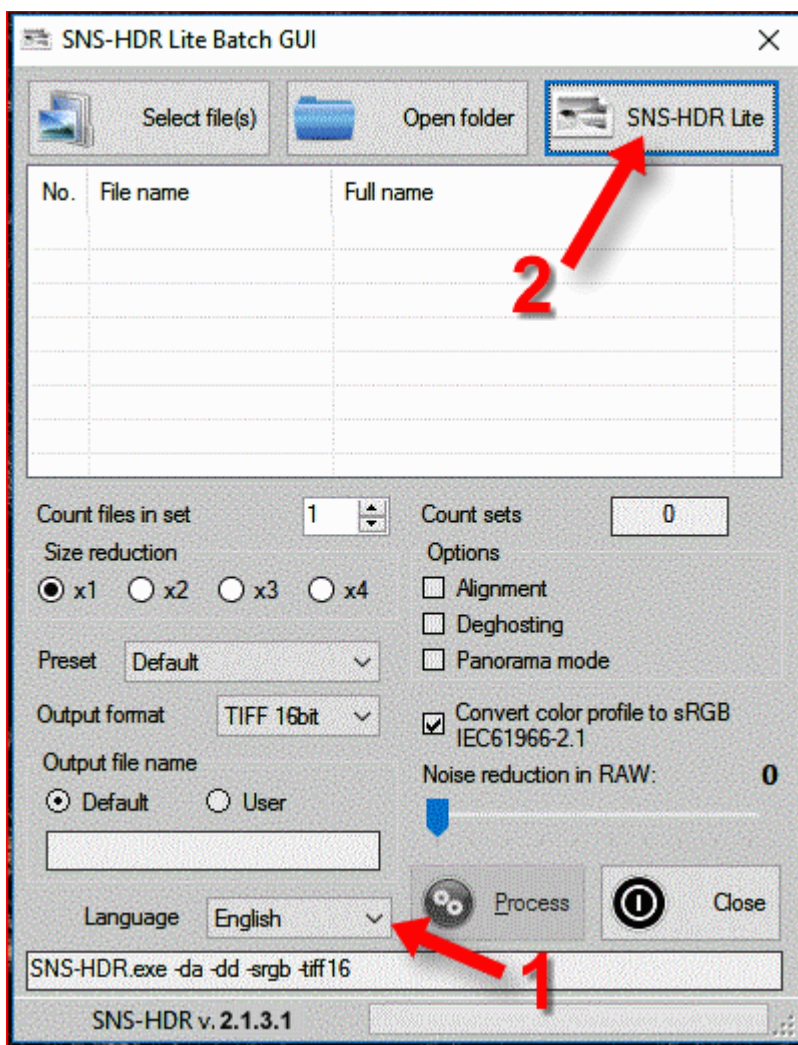 SNS-HDR Lite Batch GUI
Select file(s) Open folder SNS-HDR Lite
No. File name Full name
2
Count files in set 1 Count sets 0
Size reduction Options
x1 x2 x3 x4 Alignment
Deghosting
Preset Default Panorama mode
Output format TIFF 16bit Convert color profile to sRGB
IEC61966-2.1
Output file name Noise reduction in RAW: 0
Default User
Language English Process Close
1
SNS-HDR.exe -da -dd -srgb -tiff16
SNS-HDR v. 2.1.3.1